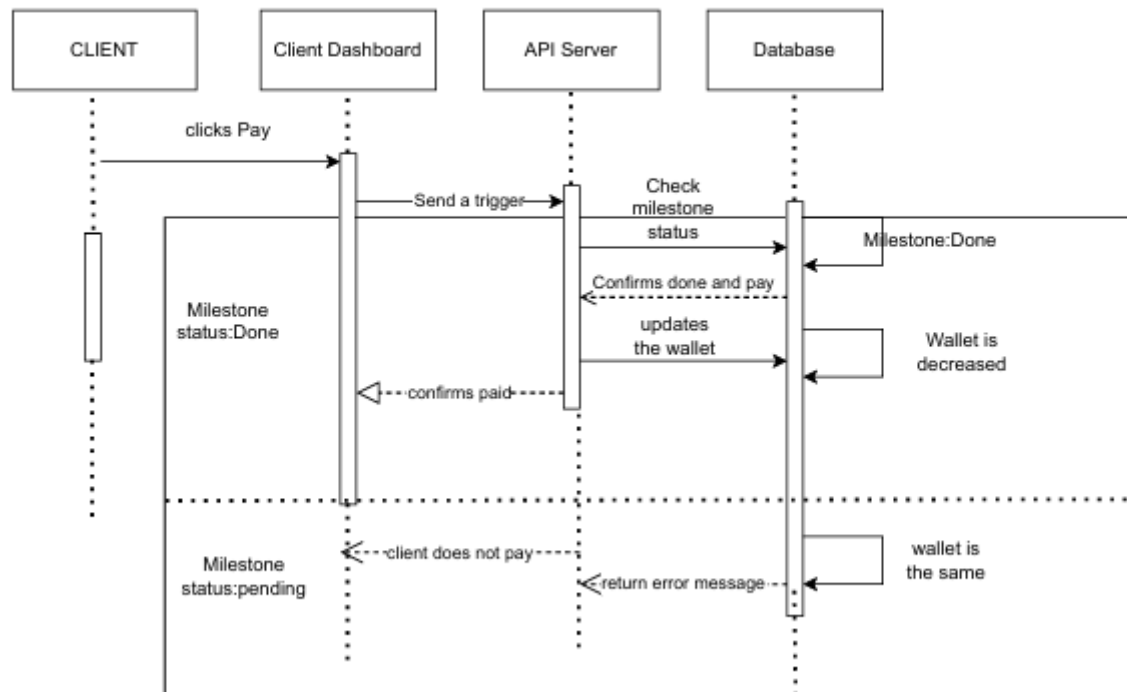 CLIENT
Client Dashboard
API Server
Database
clicks Pay
Send a trigger
Check
milestone
status
Milestone:Done
Confirms done and pay
Milestone
status:Done
updates
the wallet
Wallet is
decreased
confirms paid
client does not pay
wallet is
the same
Milestone
status:pending
return error message